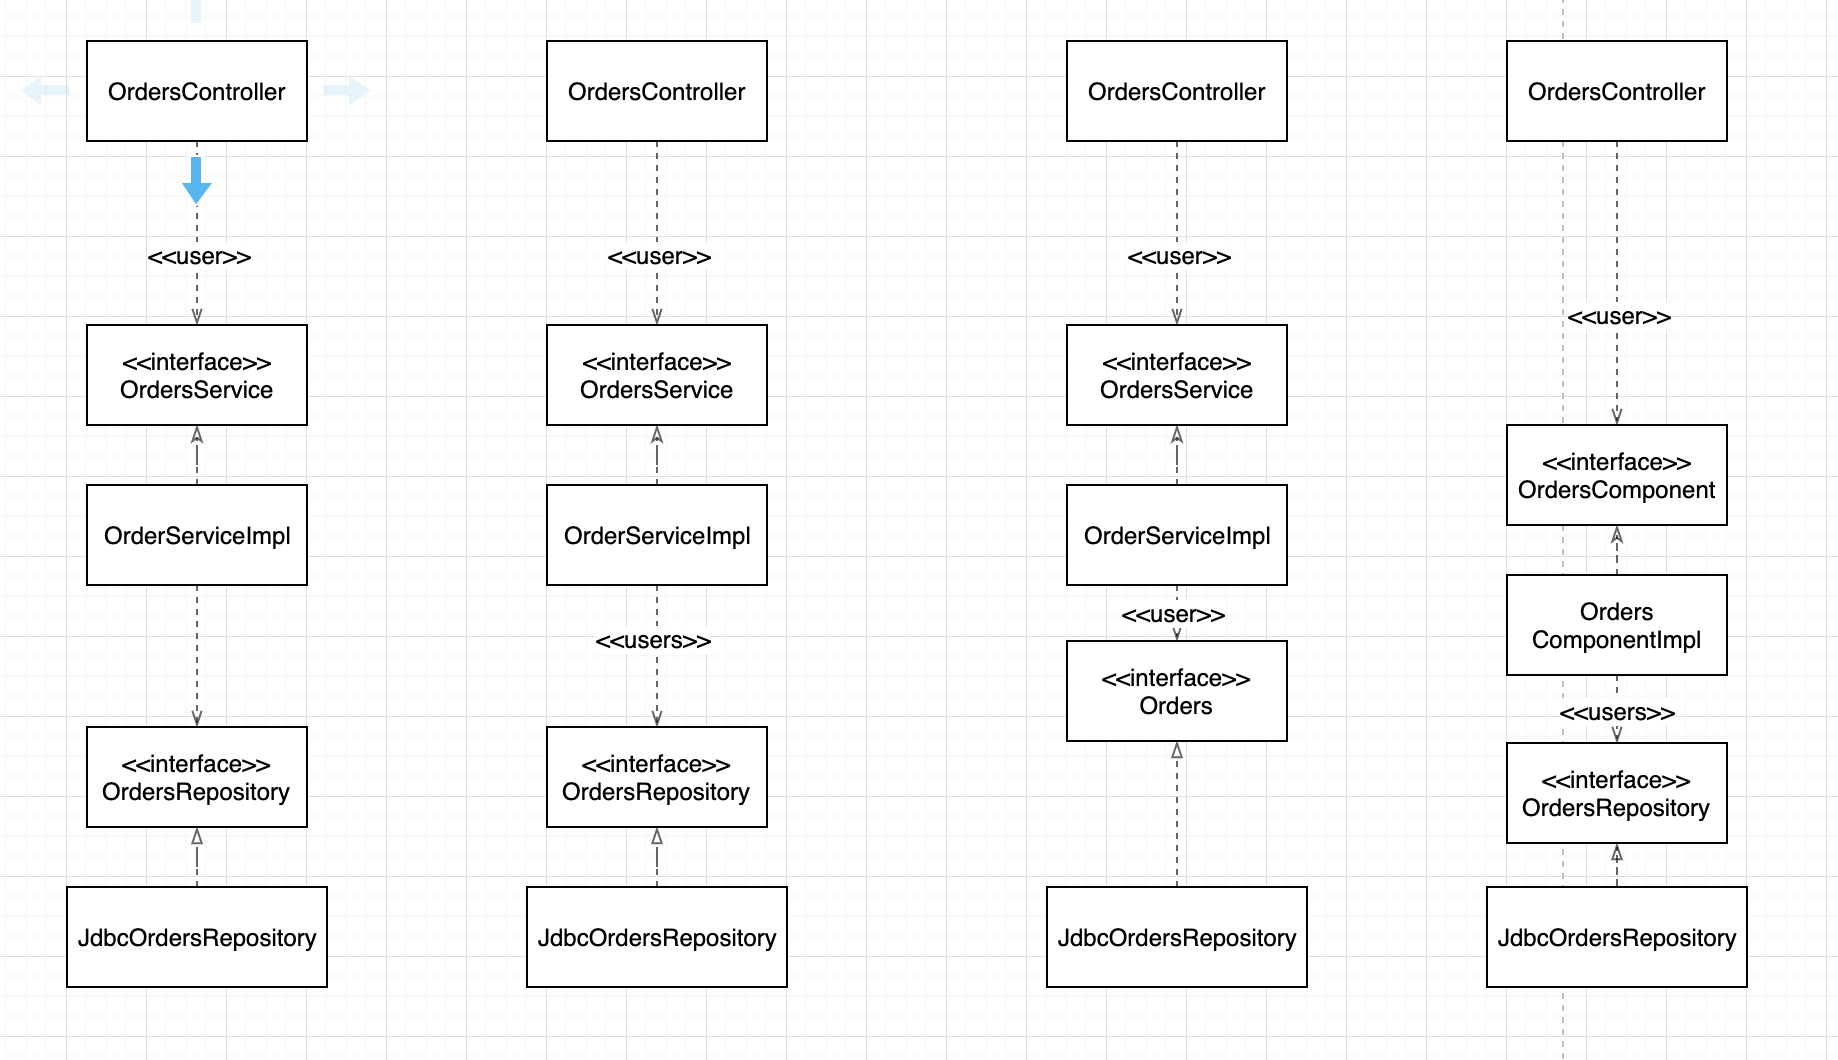 OrdersController
<<user>>
<<interface>>
OrdersService
OrderServiceImpl
<<interface>>
OrdersRepository
JdbcOrdersRepository
OrdersController
<<user>>
<<interface>>
OrdersService
OrderServiceImpl
<<users>>
<<interface>>
OrdersRepository
JdbcOrdersRepository
OrdersController
<<user>>
<<interface>>
OrdersService
OrderServiceImpl
<<user>>
<<interface>>
Orders
JdbcOrdersRepository
OrdersController
<<user>>
<<interface>>
OrdersComponent
Orders
ComponentImpl
<<users>>
<<interface>>
OrdersRepository
JdbcOrdersRepository